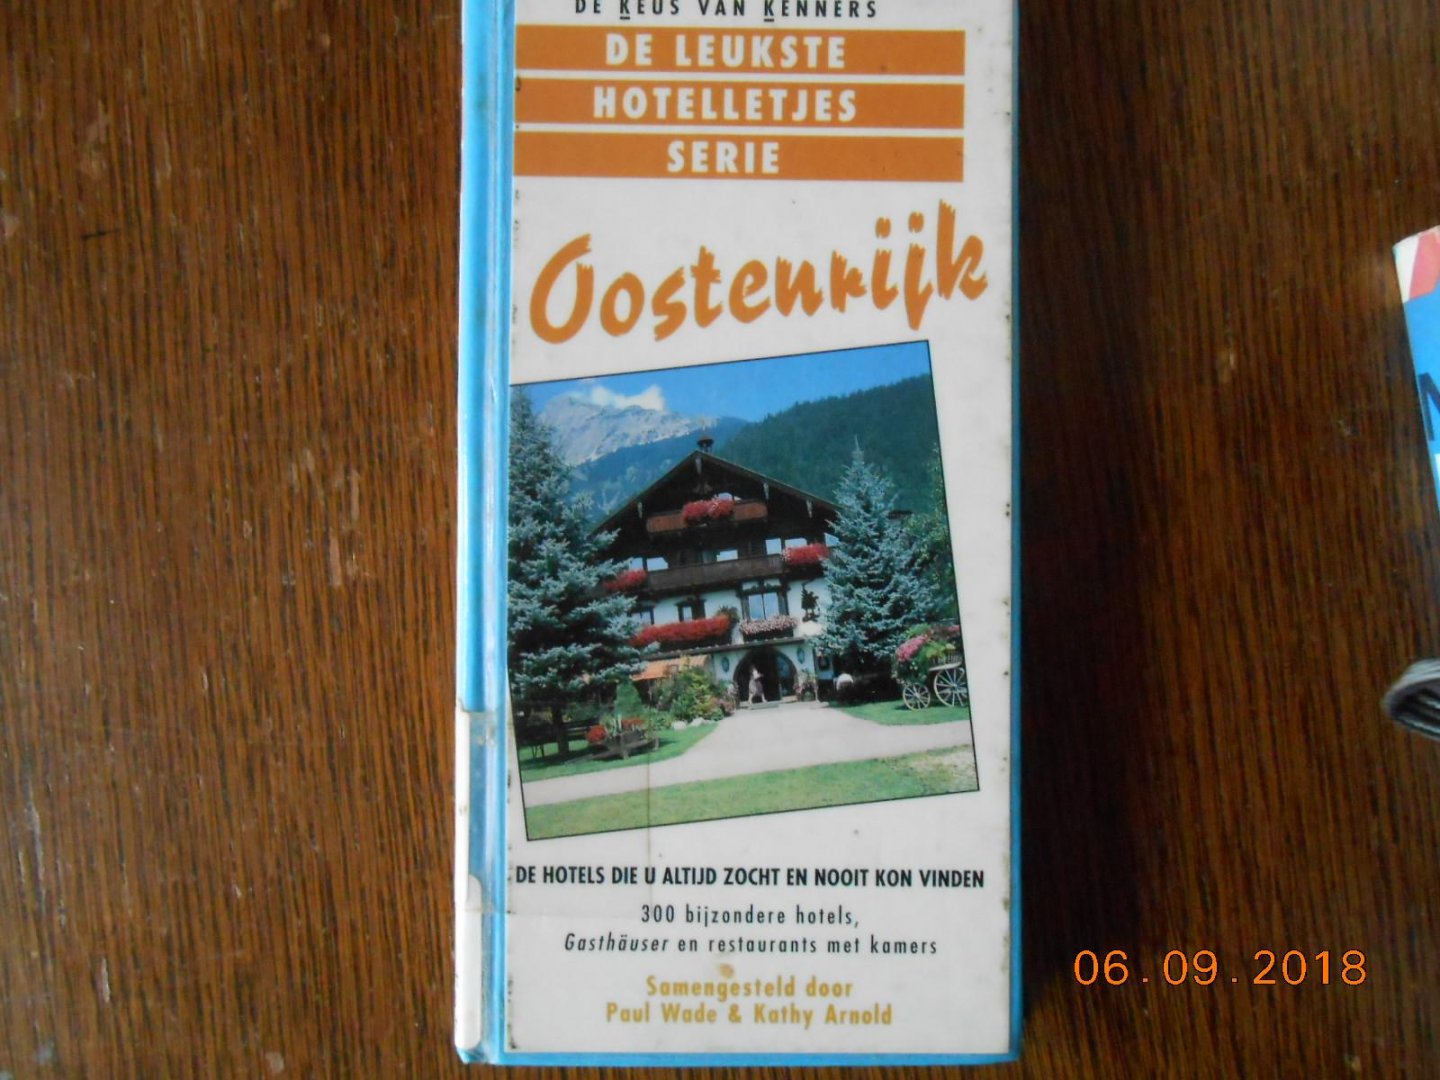 DE KEUS VAN KENNERS
DE LEUKSTE
HOTELLETJES
SERIE
Oostenrijk
DE HOTELS DIE U ALTIJD ZOCHT EN NOOIT KON VINDEN
300 bijzondere hotels,
Gasthäuser en restaurants met kamers
Samengesteld door
Paul Wade & Kathy Arnold
06.09.2018